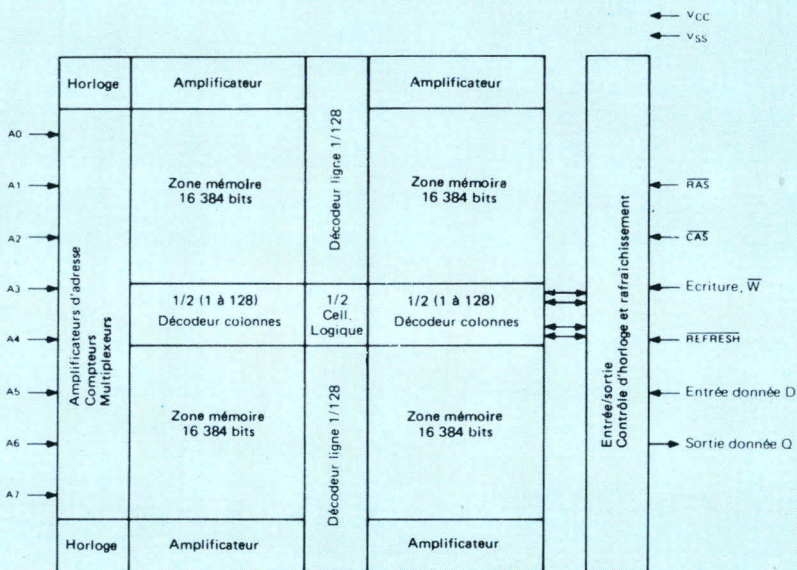 VCC
VSS
Horloge
Amplificateur
Décodeur ligne 1/128
Amplificateur
A0
A1
A2
A3
A4
A5
A6
A7
Amplificateurs d'adresse
Compteurs
Multiplexeurs
Zone mémoire
16 384 bits
Zone mémoire
16 384 bits
1/2 (1 à 128)
Décodeur colonnes
1/2
Cell.
Logique
1/2 (1 à 128)
Décodeur colonnes
Zone mémoire
16 384 bits
Décodeur ligne 1/128
Zone mémoire
16 384 bits
Horloge
Amplificateur
Amplificateur
Entrée/sortie
Contrôle d'horloge et rafraichissement
RAS
CAS
Ecriture, W
REFRESH
Entrée donnée D
Sortie donnée Q